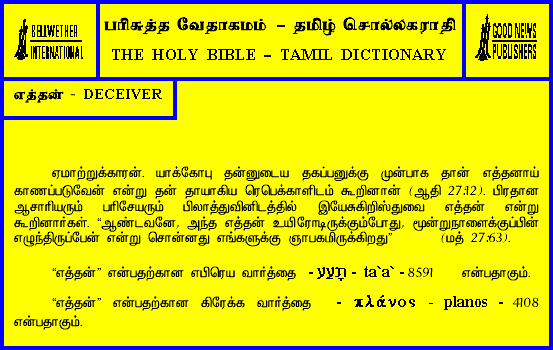 BELLWETHER
INTERNATIONAL
பரிசுத்த வேதாகமம் – தமிழ் சொல்லகராதி
THE HOLY BIBLE – TAMIL DICTIONARY
GOOD NEWS
PUBLISHERS
எத்தன் - DECEIVER
ஏமாற்றுக்காரன். யாக்கோபு தன்னுடைய தகப்பனுக்கு முன்பாக தான் எத்தனாய்
காணப்படுவேன் என்று தன் தாயாகிய ரெபெக்காளிடம் கூறினான் (ஆதி 27:12). பிரதான
ஆசாரியரும் பரிசேயரும் பிலாத்துவினிடத்தில் இயேசுகிறிஸ்துவை எத்தன் என்று
கூறினார்கள். “ஆண்டவனே, அந்த எத்தன் உயிரோடிருக்கும்போது, மூன்றுநாளைக்குப்பின்
எழுந்திருப்பேன் என்று சொன்னது எங்களுக்கு ஞாபகமிருக்கிறது” (மத் 27:63).
“எத்தன்” என்பதற்கான எபிரெய வார்த்தை - תָּעַע - ta`a` - 8591 என்பதாகும்.
“எத்தன்” என்பதற்கான கிரேக்க வார்த்தை - πλάνος - planos - 4108
என்பதாகும்.